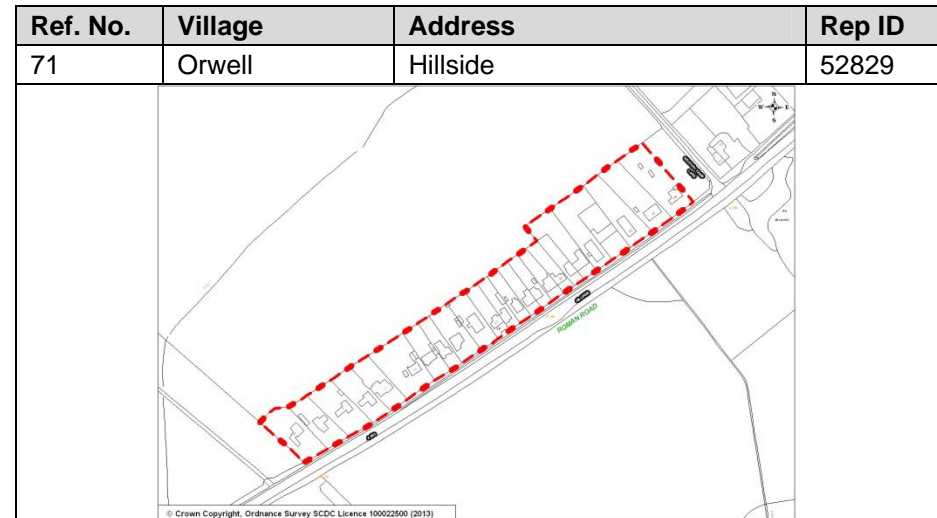 Ref. No. Village Address Rep ID
71 Orwell Hillside 52829
N
W E
S
ROMAN ROAD
© Crown Copyright, Ordnance Survey SCDC Licence 100022500 (2013)